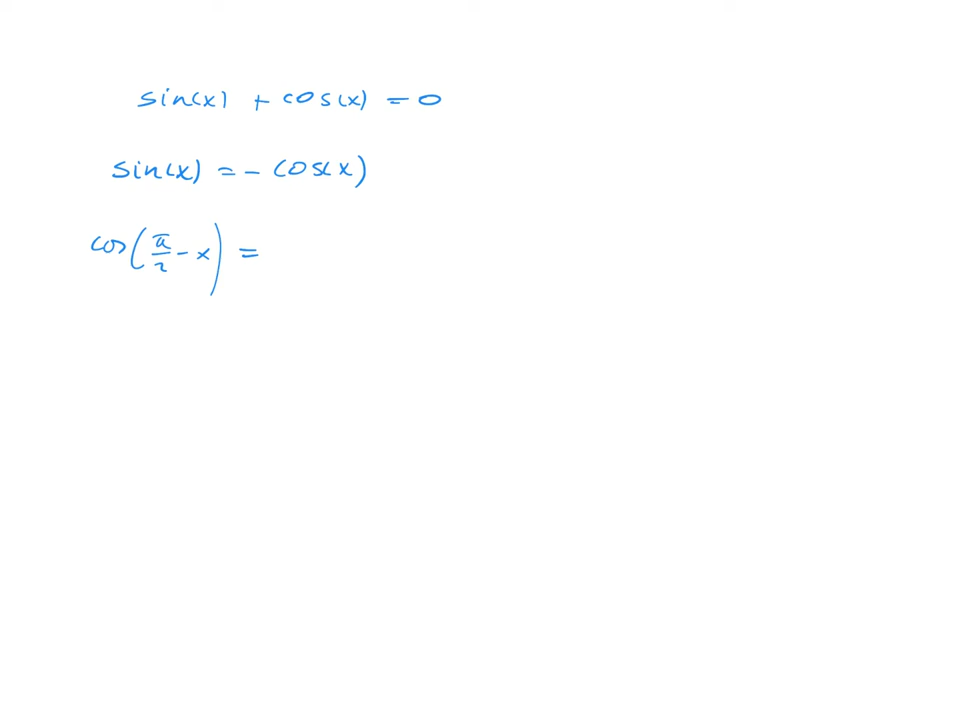 sin(x) + cos(x) = 0
sin(x) = - cos(x)
cos(π/2 - x) =